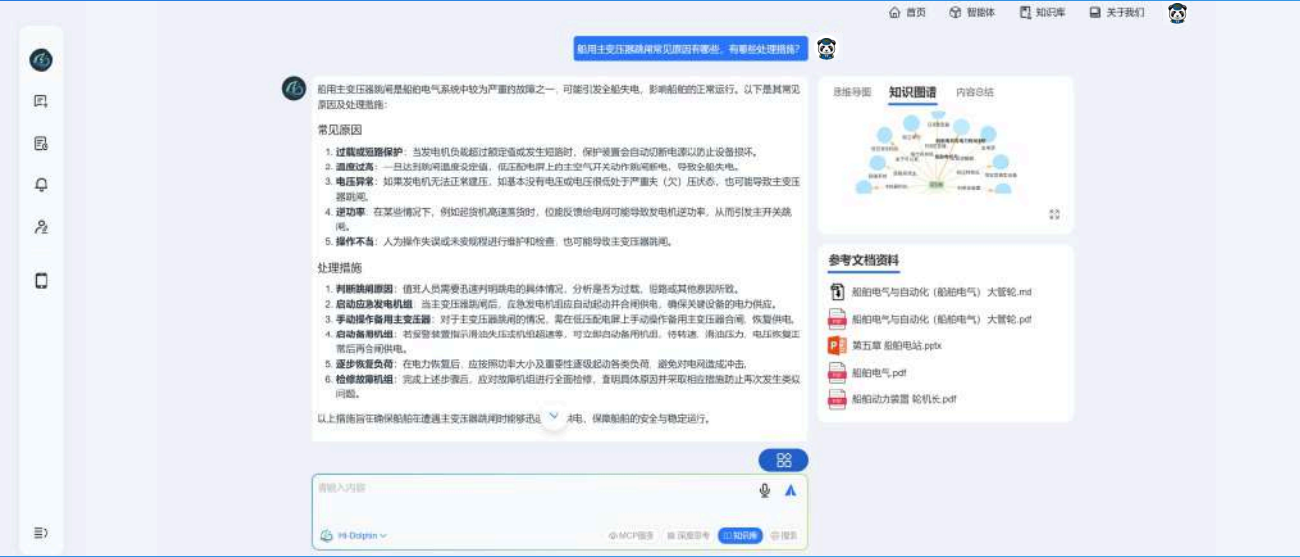 首页
智能体
知识库
关于我们
船用主变压器跳闸常见原因有哪些，有哪些处理措施？
船用主变压器跳闸是船舶电气系统中较为严重的故障之一，可能引发全船失电，影响船舶的正常运行。以下是其常见
原因及处理措施：
常见原因
1. 过载或短路保护：当发电机负载超过额定值或发生短路时，保护装置会自动切断电源以防止设备损坏。
2. 温度过高：一旦达到跳闸温度设定值，低压配电屏上的主空气开关动作跳闸断电，导致全船失电。
3. 电压异常：如果发电机无法正常建压，如基本没有电压或电压很低处于严重失（欠）压状态，也可能导致主变压
器跳闸。
4. 逆功率：在某些情况下，例如起货机高速落货时，位能反馈给电网可能导致发电机逆功率，从而引发主开关跳
闸。
5. 操作不当：人为操作失误或未按规程进行维护和检查，也可能导致主变压器跳闸。
处理措施
1. 判断跳闸原因：值班人员需要迅速判明跳电的具体情况，分析是否为过载、短路或其他原因所致。
2. 启动应急发电机组：当主变压器跳闸后，应急发电机组应自动起动并合闸供电，确保关键设备的电力供应。
3. 手动操作备用主变压器：对于主变压器跳闸的情况，需在低压配电屏上手动操作备用主变压器合闸，恢复供电。
4. 启动备用机组：若报警装置指示滑油失压或机组超速等，可立即启动备用机组，待转速、滑油压力、电压恢复正
常后再合闸供电。
5. 逐步恢复负荷：在电力恢复后，应按照功率大小及重要性逐级起动各类负荷，避免对电网造成冲击。
6. 检修故障机组：完成上述步骤后，应对故障机组进行全面检修，查明具体原因并采取相应措施防止再次发生类似
问题。
以上措施旨在确保船舶在遭遇主变压器跳闸时能够迅速 供电，保障船舶的安全与稳定运行。
思维导图 知识图谱 内容总结
参考文档资料
船舶电气与自动化（船舶电气）大管轮.md
船舶电气与自动化（船舶电气）大管轮.pdf
第五章 船舶电站.pptx
船舶电气.pdf
船舶动力装置 轮机长.pdf
请输入内容
Hi-Dolphin
MCP服务
深度思考
知识库
搜索